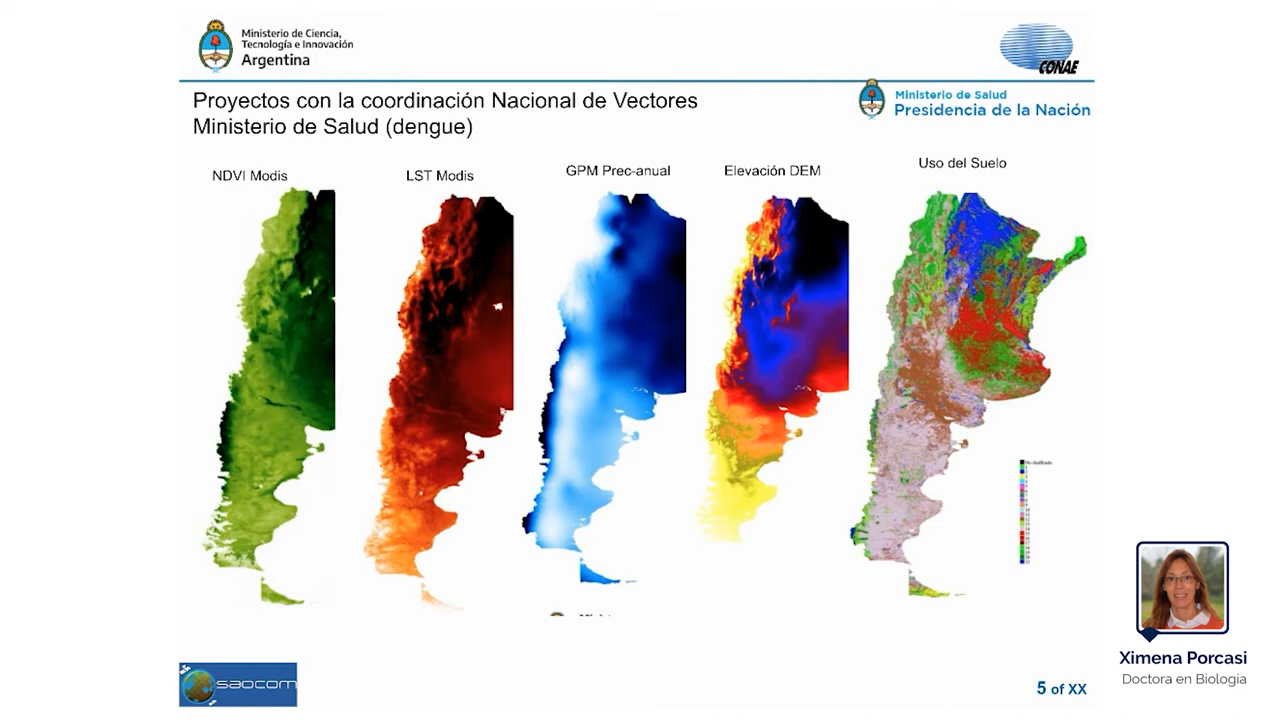 Ministerio de Ciencia,
Tecnología e Innovación
Argentina
CONAE
Proyectos con la coordinación Nacional de Vectores
Ministerio de Salud (dengue)
Ministerio de Salud
Presidencia de la Nación
NDVI Modis
LST Modis
GPM Prec-anual
Elevación DEM
Uso del Suelo
saocom
5 of XX
Ximena Porcasi
Doctora en Biología